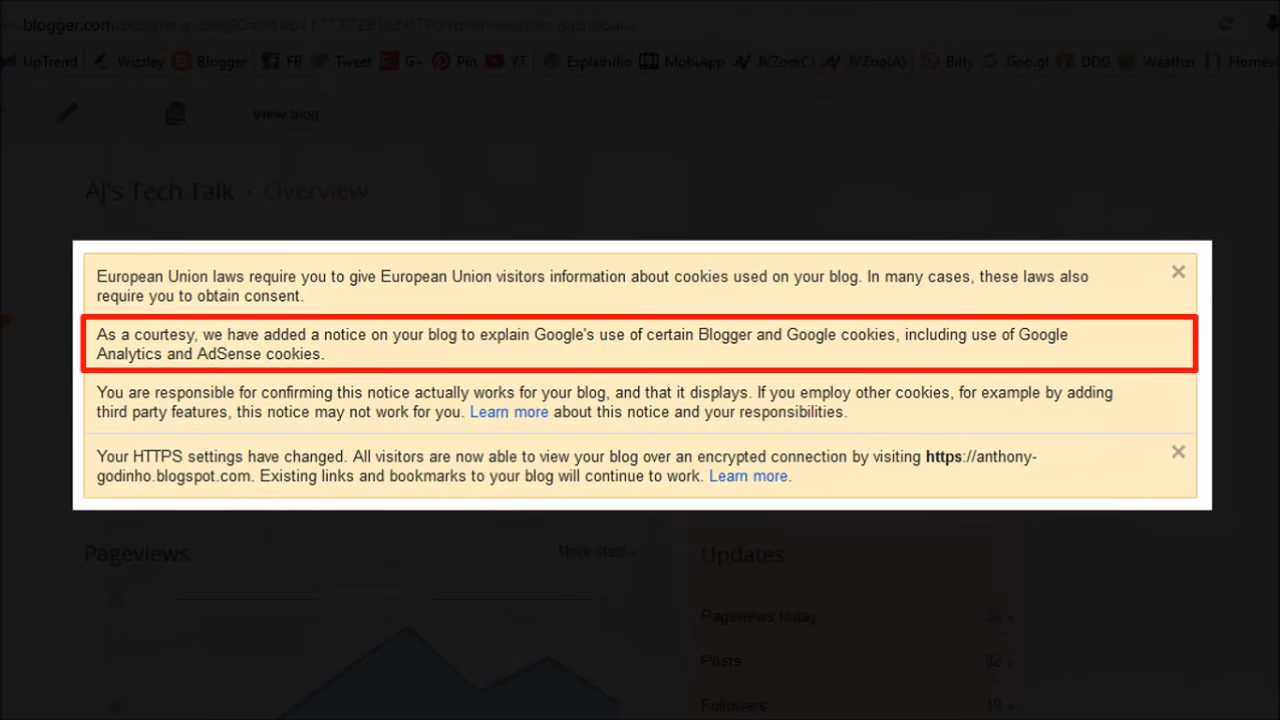 blogger.com
UpTrend Wizzley Blogger FB Tweet G+ Pin YT Explaindio MobiApp JVZoo(C) JVZoo(A) Bitly Goo.gl DDG Weather Homes
View blog
AJ's Tech Talk - Overview
European Union laws require you to give European Union visitors information about cookies used on your blog. In many cases, these laws also
require you to obtain consent.
As a courtesy, we have added a notice on your blog to explain Google's use of certain Blogger and Google cookies, including use of Google
Analytics and AdSense cookies.
You are responsible for confirming this notice actually works for your blog, and that it displays. If you employ other cookies, for example by adding
third party features, this notice may not work for you. Learn more about this notice and your responsibilities.
Your HTTPS settings have changed. All visitors are now able to view your blog over an encrypted connection by visiting https://anthony-
godinho.blogspot.com. Existing links and bookmarks to your blog will continue to work. Learn more.
Pageviews More stats » Updates
Pageviews today
Posts
Followers 19